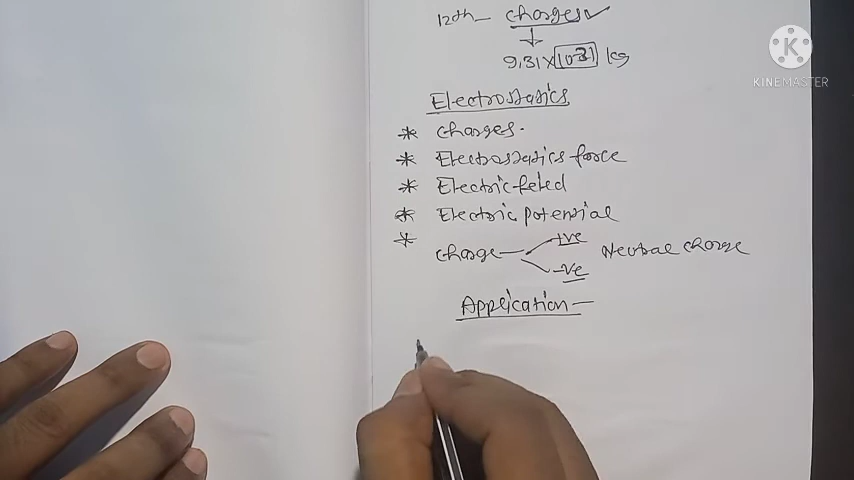 12th - charges ✓
↓
9.31 × 10-31 kg
K
KINEMASTER
Electrostatics
* charges.
* Electrostatics force
* Electric feild
* Electric potential
* charge — +ve Neutral charge
-ve
Application -